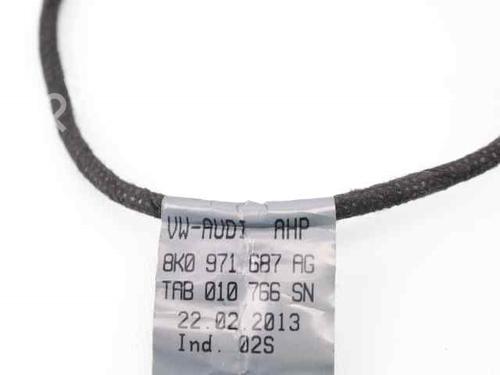 VW-AUDI AHP
8K0 971 687 AG
TAB 010 766 SN
22.02.2013
Ind. 02S